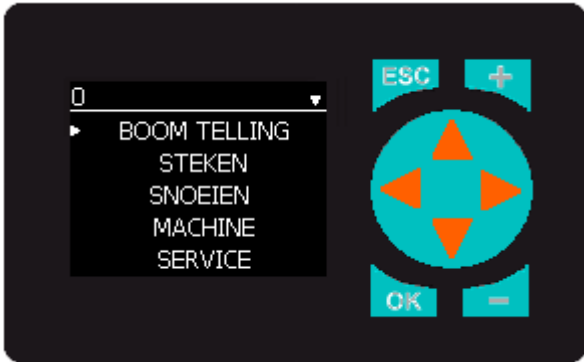 0
BOOM TELLING
STEKEN
SNOEIEN
MACHINE
SERVICE
ESC +
OK -